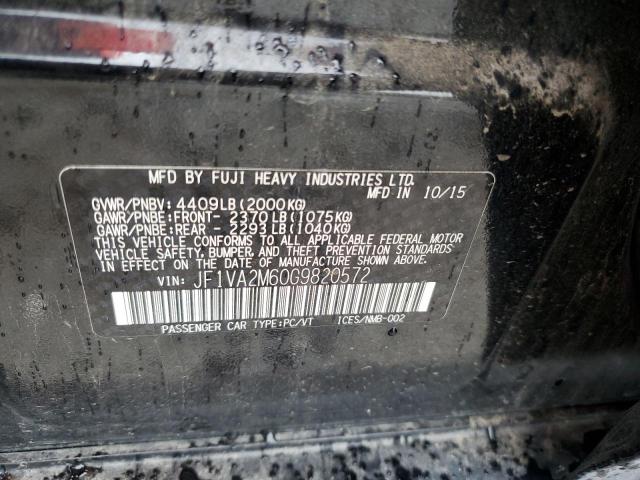 MFD BY FUJI HEAVY INDUSTRIES LTD.
MFD IN 10/15
GVWR/PNBV: 4409LB(2000KG)
GAWR/PNBE:FRONT- 2370LB(1075KG)
GAWR/PNBE:REAR - 2293LB(1040KG)
THIS VEHICLE CONFORMS TO ALL APPLICABLE FEDERAL MOTOR
VEHICLE SAFETY, BUMPER, AND THEFT PREVENTION STANDARDS
IN EFFECT ON THE DATE OF MANUFACTURE SHOWN ABOVE.
VIN: JF1VA2M60G9820572
PASSENGER CAR TYPE:PC/VT ICES/NMB-002